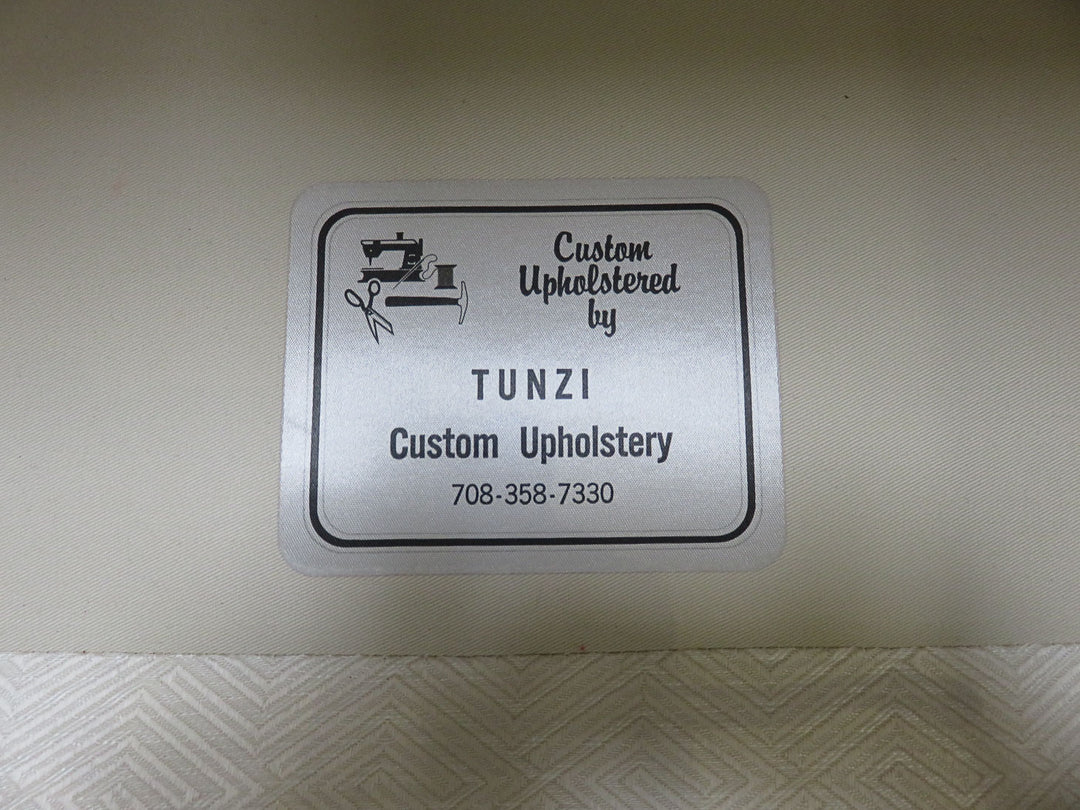 Custom
Upholstered
by
TUNZI
Custom Upholstery
708-358-7330